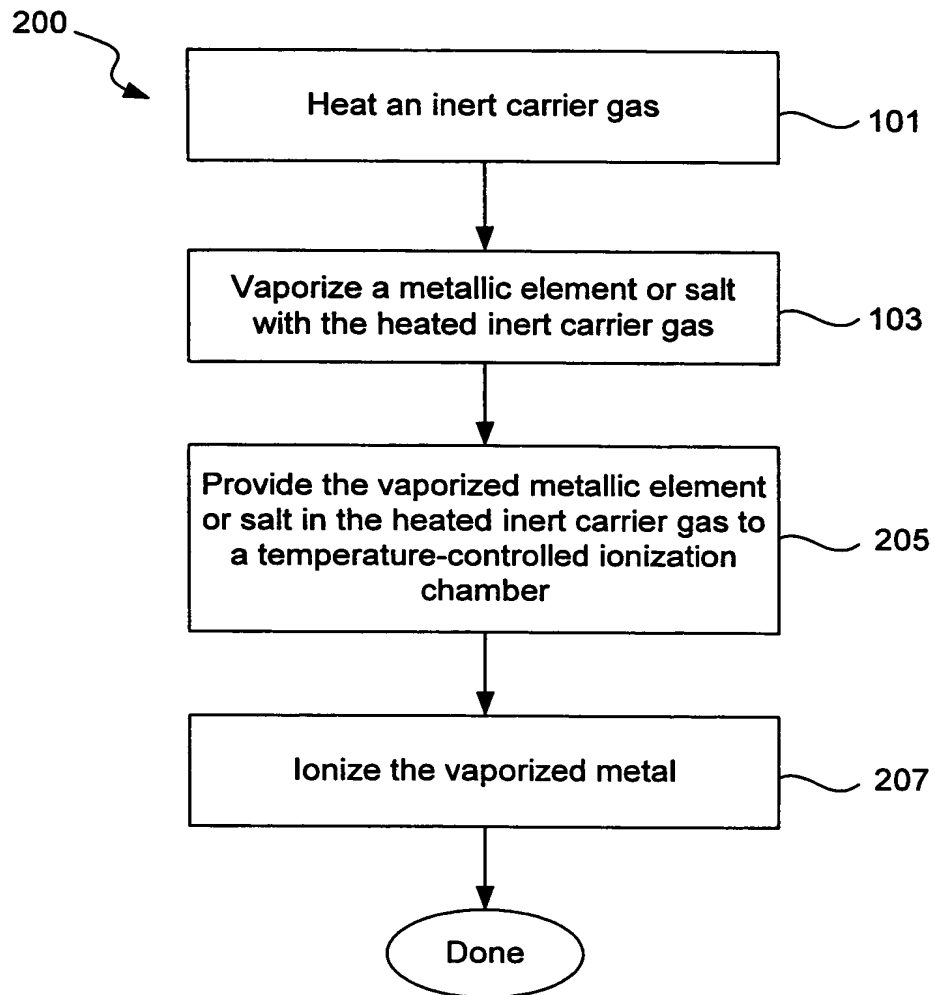 200
Heat an inert carrier gas
101
Vaporize a metallic element or salt
with the heated inert carrier gas
103
Provide the vaporized metallic element
or salt in the heated inert carrier gas to
a temperature-controlled ionization
chamber
205
Ionize the vaporized metal
207
Done